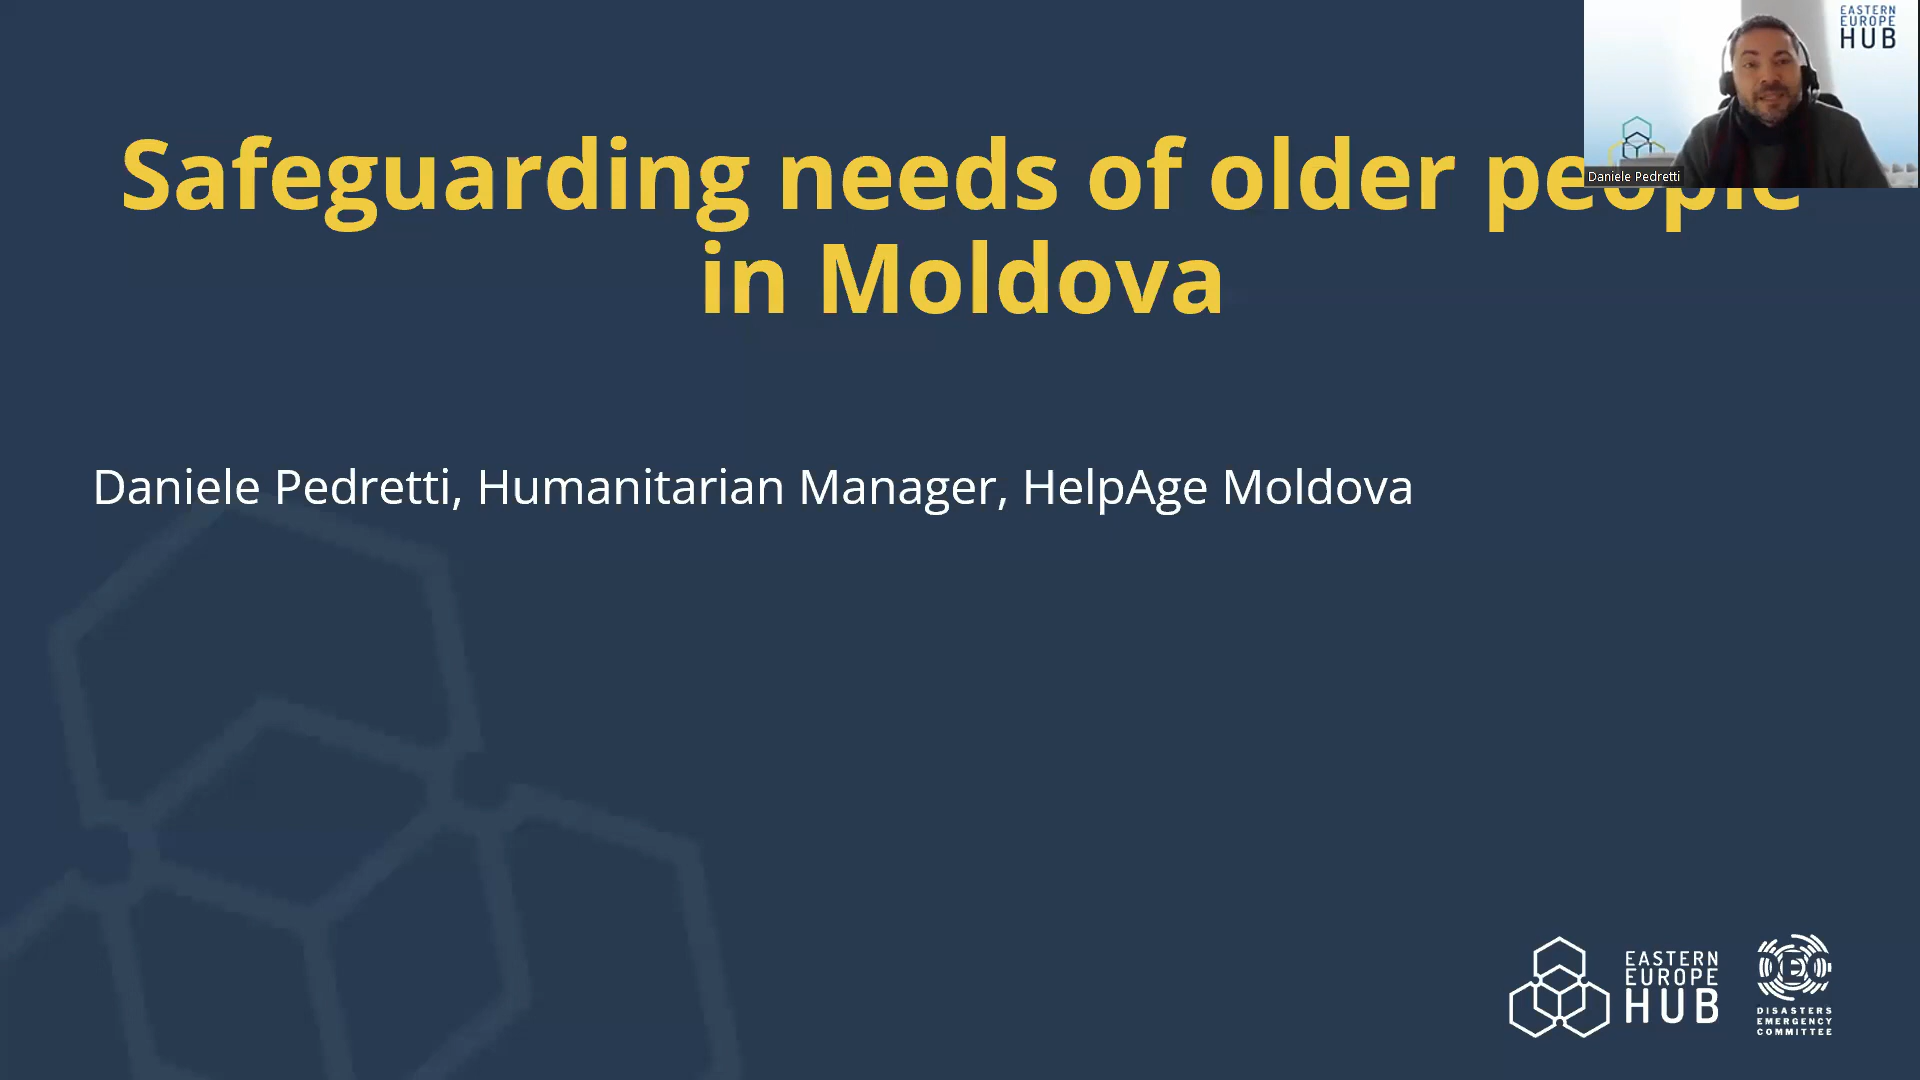 EASTERN
EUROPE
HUB
Daniele Pedretti
Safeguarding needs of older people
in Moldova
Daniele Pedretti, Humanitarian Manager, HelpAge Moldova
EASTERN
EUROPE
HUB
DISASTERS
EMERGENCY
COMMITTEE